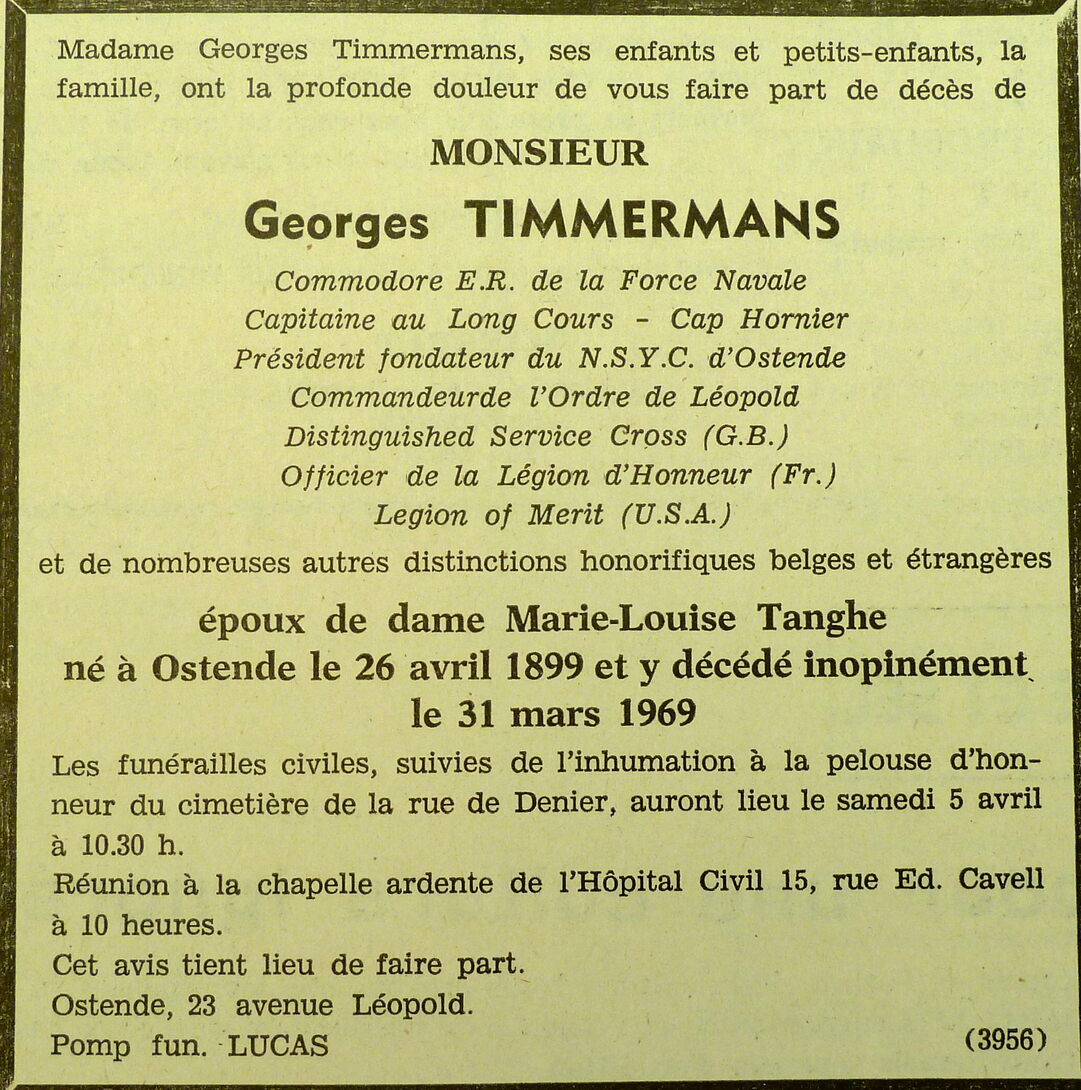 Madame Georges Timmermans, ses enfants et petits-enfants, la
famille, ont la profonde douleur de vous faire part de décès de
MONSIEUR
Georges TIMMERMANS
Commodore E.R. de la Force Navale
Capitaine au Long Cours - Cap Hornier
Président fondateur du N.S.Y.C. d'Ostende
Commandeurde l'Ordre de Léopold
Distinguished Service Cross (G.B.)
Officier de la Légion d'Honneur (Fr.)
Legion of Merit (U.S.A.)
et de nombreuses autres distinctions honorifiques belges et étrangères
époux de dame Marie-Louise Tanghe
né à Ostende le 26 avril 1899 et y décédé inopinément
le 31 mars 1969
Les funérailles civiles, suivies de l'inhumation à la pelouse d'hon-
neur du cimetière de la rue de Denier, auront lieu le samedi 5 avril
à 10.30 h.
Réunion à la chapelle ardente de l'Hôpital Civil 15, rue Ed. Cavell
à 10 heures.
Cet avis tient lieu de faire part.
Ostende, 23 avenue Léopold.
Pomp fun. LUCAS (3956)